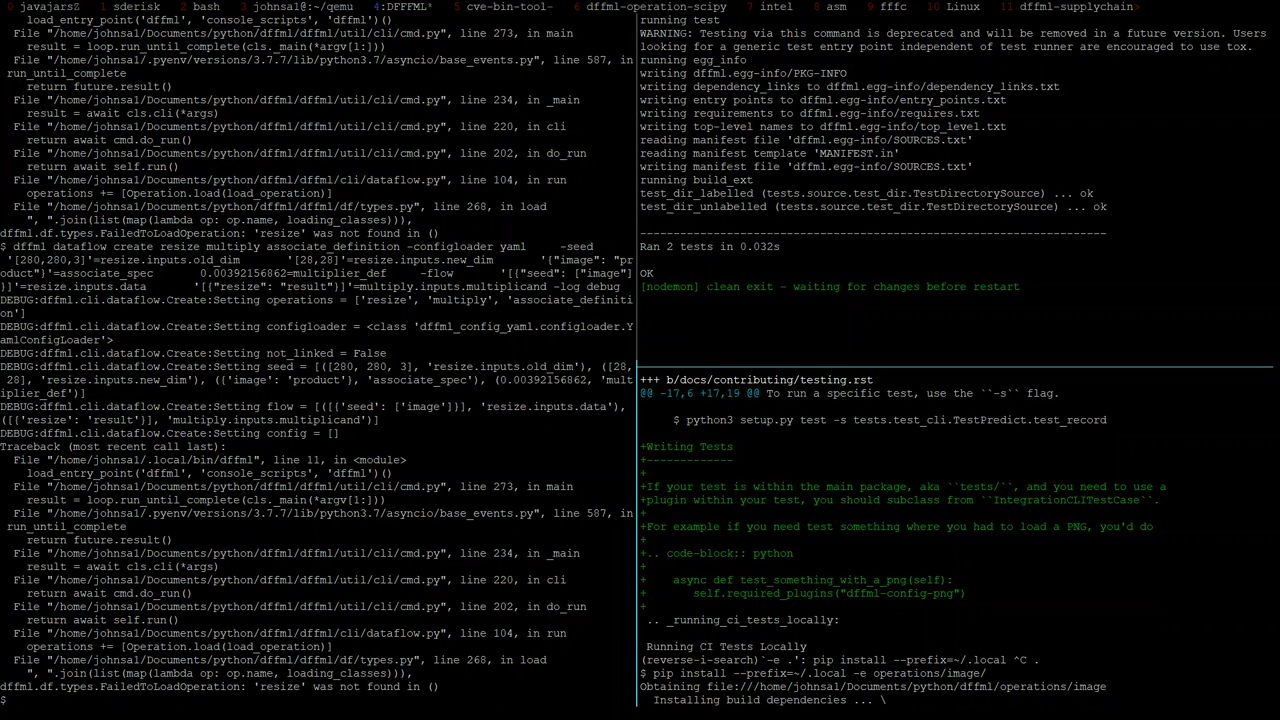 0 javajarsZ 1 sderisk 2 bash 3 johnsa1@:~/qemu 4:DFFFML* 5 cve-bin-tool- 6 dffml-operation-scipy 7 intel 8 asm 9 fffc 10 Linux 11 dffml-supplychain>
load_entry_point('dffml', 'console_scripts', 'dffml')()
File "/home/johnsa1/Documents/python/dffml/dffml/util/cli/cmd.py", line 273, in main
result = loop.run_until_complete(cls._main(*argv[1:]))
File "/home/johnsa1/.pyenv/versions/3.7.7/lib/python3.7/asyncio/base_events.py", line 587, in
run_until_complete
return future.result()
File "/home/johnsa1/Documents/python/dffml/dffml/util/cli/cmd.py", line 234, in _main
result = await cls.cli(*args)
File "/home/johnsa1/Documents/python/dffml/dffml/util/cli/cmd.py", line 220, in cli
return await cmd.do_run()
File "/home/johnsa1/Documents/python/dffml/dffml/util/cli/cmd.py", line 202, in do_run
return await self.run()
File "/home/johnsa1/Documents/python/dffml/dffml/cli/dataflow.py", line 104, in run
operations += [Operation.load(load_operation)]
File "/home/johnsa1/Documents/python/dffml/dffml/df/types.py", line 268, in load
", ".join(list(map(lambda op: op.name, loading_classes))),
dffml.df.types.FailedToLoadOperation: 'resize' was not found in ()
$ dffml dataflow create resize multiply associate_definition -configloader yaml -seed
'[280,280,3]'=resize.inputs.old_dim '[28,28]'=resize.inputs.new_dim '{"image": "pr
oduct"}'=associate_spec 0.00392156862=multiplier_def -flow '[{"seed": ["image"]
}]'=resize.inputs.data '[{"resize": "result"}]'=multiply.inputs.multiplicand -log debug
DEBUG:dffml.cli.dataflow.Create:Setting operations = ['resize', 'multiply', 'associate_definiti
on']
DEBUG:dffml.cli.dataflow.Create:Setting configloader = <class 'dffml_config_yaml.configloader.Y
amlConfigLoader'>
DEBUG:dffml.cli.dataflow.Create:Setting not_linked = False
DEBUG:dffml.cli.dataflow.Create:Setting seed = [([280, 280, 3], 'resize.inputs.old_dim'), ([28,
28], 'resize.inputs.new_dim'), ({'image': 'product'}, 'associate_spec'), (0.00392156862, 'mult
iplier_def')]
DEBUG:dffml.cli.dataflow.Create:Setting flow = [([{'seed': ['image']}], 'resize.inputs.data'),
([{'resize': 'result'}], 'multiply.inputs.multiplicand')]
DEBUG:dffml.cli.dataflow.Create:Setting config = []
Traceback (most recent call last):
File "/home/johnsa1/.local/bin/dffml", line 11, in <module>
load_entry_point('dffml', 'console_scripts', 'dffml')()
File "/home/johnsa1/Documents/python/dffml/dffml/util/cli/cmd.py", line 273, in main
result = loop.run_until_complete(cls._main(*argv[1:]))
File "/home/johnsa1/.pyenv/versions/3.7.7/lib/python3.7/asyncio/base_events.py", line 587, in
run_until_complete
return future.result()
File "/home/johnsa1/Documents/python/dffml/dffml/util/cli/cmd.py", line 234, in _main
result = await cls.cli(*args)
File "/home/johnsa1/Documents/python/dffml/dffml/util/cli/cmd.py", line 220, in cli
return await cmd.do_run()
File "/home/johnsa1/Documents/python/dffml/dffml/util/cli/cmd.py", line 202, in do_run
return await self.run()
File "/home/johnsa1/Documents/python/dffml/dffml/cli/dataflow.py", line 104, in run
operations += [Operation.load(load_operation)]
File "/home/johnsa1/Documents/python/dffml/dffml/df/types.py", line 268, in load
", ".join(list(map(lambda op: op.name, loading_classes))),
dffml.df.types.FailedToLoadOperation: 'resize' was not found in ()
$
running test
WARNING: Testing via this command is deprecated and will be removed in a future version. Users
looking for a generic test entry point independent of test runner are encouraged to use tox.
running egg_info
writing dffml.egg-info/PKG-INFO
writing dependency_links to dffml.egg-info/dependency_links.txt
writing entry points to dffml.egg-info/entry_points.txt
writing requirements to dffml.egg-info/requires.txt
writing top-level names to dffml.egg-info/top_level.txt
reading manifest file 'dffml.egg-info/SOURCES.txt'
reading manifest template 'MANIFEST.in'
writing manifest file 'dffml.egg-info/SOURCES.txt'
running build_ext
test_dir_labelled (tests.source.test_dir.TestDirectorySource) ... ok
test_dir_unlabelled (tests.source.test_dir.TestDirectorySource) ... ok
----------------------------------------------------------------------
Ran 2 tests in 0.032s
OK
[nodemon] clean exit - waiting for changes before restart
+++ b/docs/contributing/testing.rst
@@ -17,6 +17,19 @@ To run a specific test, use the ``-s`` flag.
$ python3 setup.py test -s tests.test_cli.TestPredict.test_record
+Writing Tests
+-------------
+
+If your test is within the main package, aka ``tests/``, and you need to use a
+plugin within your test, you should subclass from ``IntegrationCLITestCase``.
+
+For example if you need test something where you had to load a PNG, you'd do
+
+.. code-block:: python
+
+    async def test_something_with_a_png(self):
+       self.required_plugins("dffml-config-png")
+
.. _running_ci_tests_locally:
Running CI Tests Locally
(reverse-i-search)`-e .': pip install --prefix=~/.local ^C .
$ pip install --prefix=~/.local -e operations/image/
Obtaining file:///home/johnsa1/Documents/python/dffml/operations/image
Installing build dependencies ... \